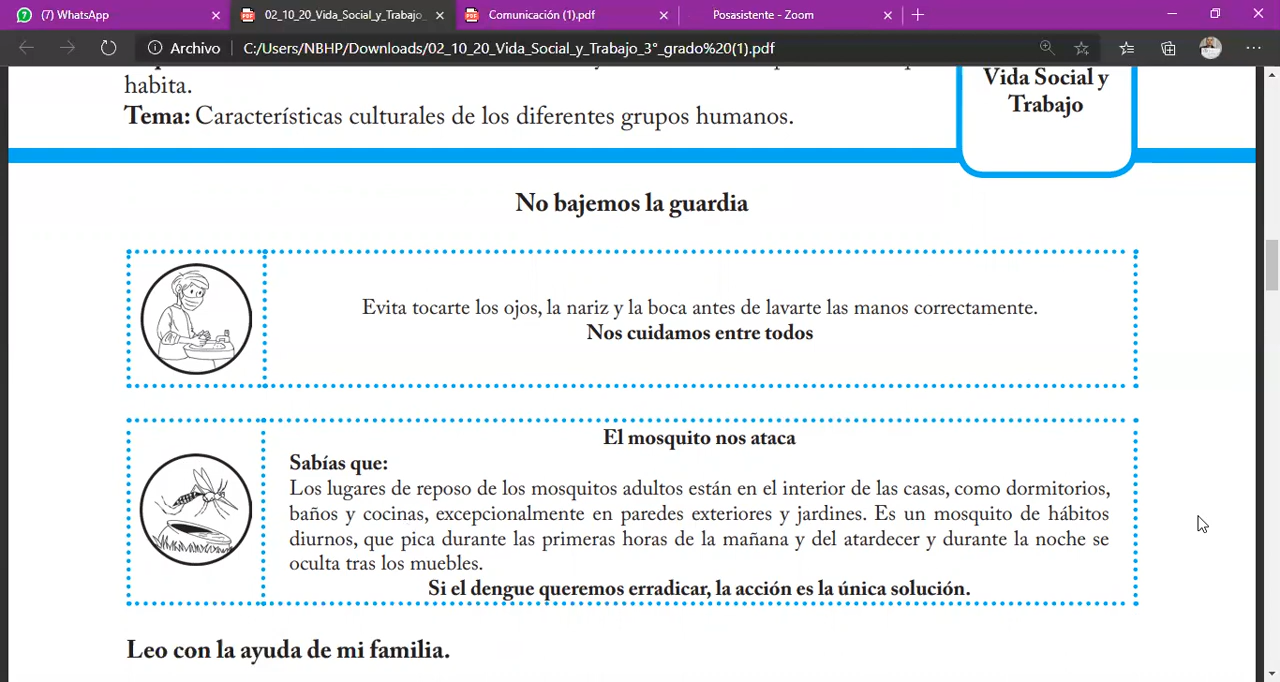 (7) WhatsApp
02_10_20_Vida_Social_y_Trabajo_
Comunicación (1).pdf
Posasistente - Zoom
Archivo
C:/Users/NBHP/Downloads/02_10_20_Vida_Social_y_Trabajo_3°_grado%20(1).pdf
habita.
Tema: Características culturales de los diferentes grupos humanos.
Vida Social y
Trabajo
No bajemos la guardia
Evita tocarte los ojos, la nariz y la boca antes de lavarte las manos correctamente.
Nos cuidamos entre todos
El mosquito nos ataca
Sabías que:
Los lugares de reposo de los mosquitos adultos están en el interior de las casas, como dormitorios,
baños y cocinas, excepcionalmente en paredes exteriores y jardines. Es un mosquito de hábitos
diurnos, que pica durante las primeras horas de la mañana y del atardecer y durante la noche se
oculta tras los muebles.
Si el dengue queremos erradicar, la acción es la única solución.
Leo con la ayuda de mi familia.